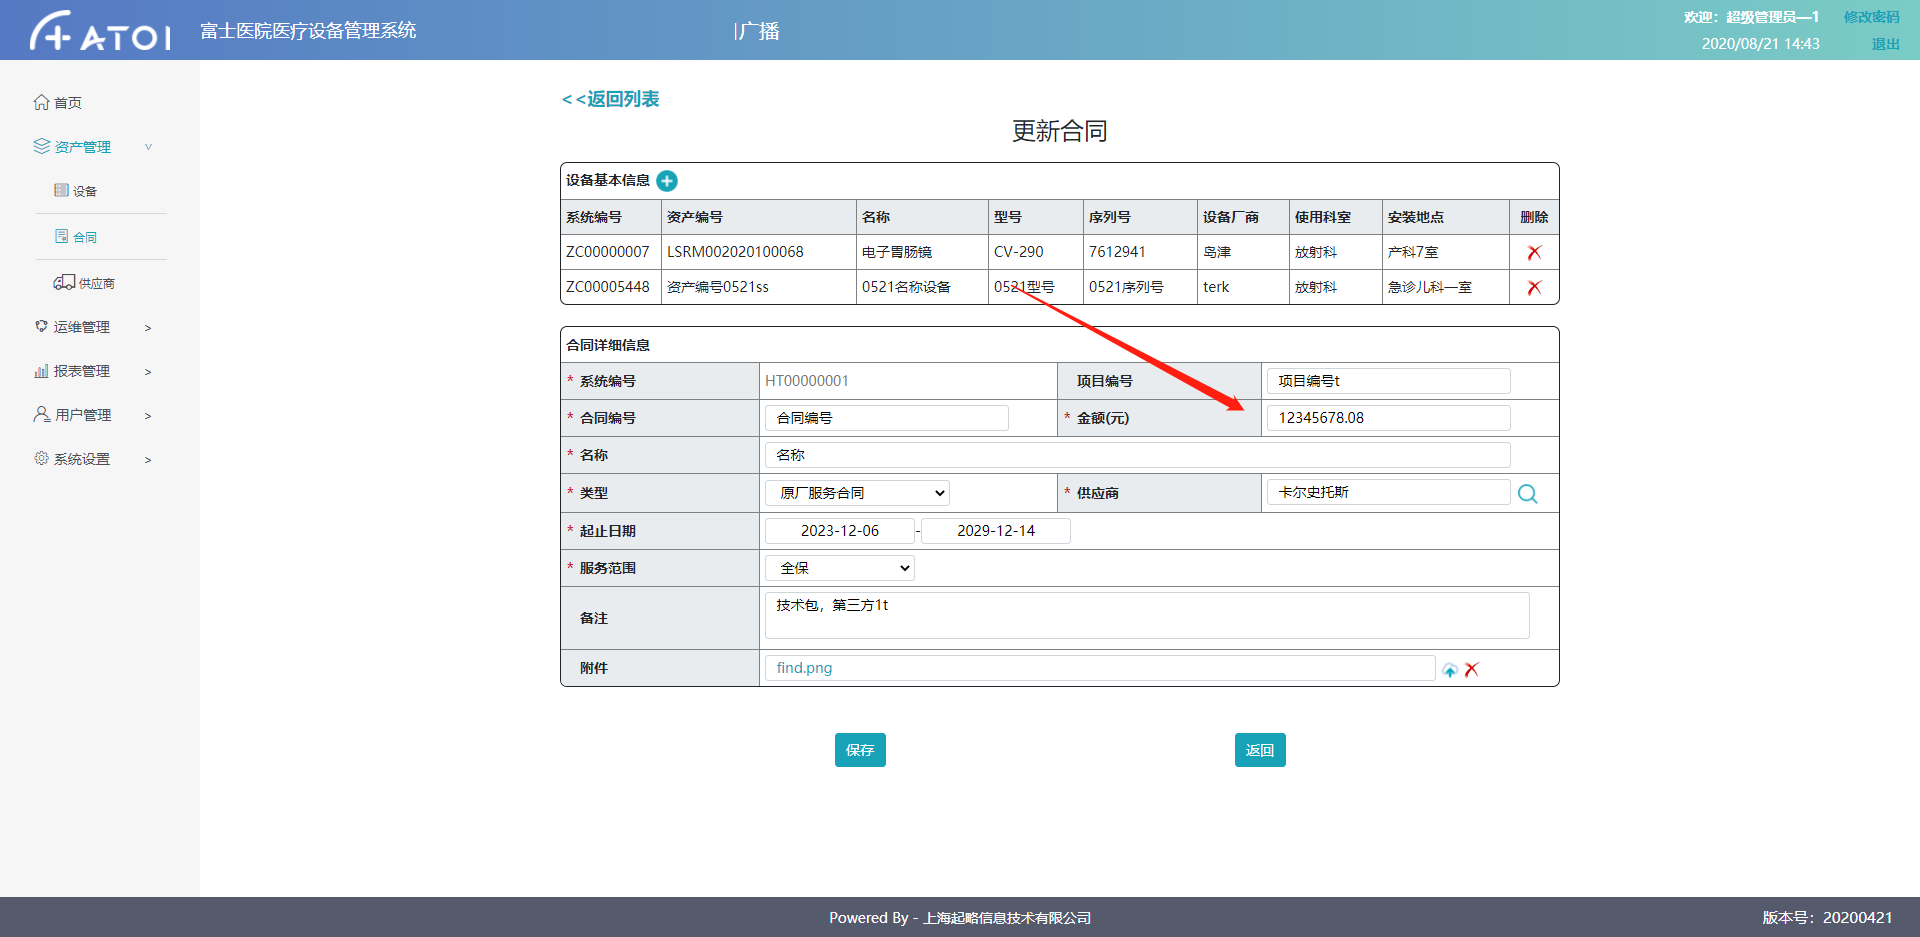 ATOI 富士医院医疗设备管理系统 |广播 欢迎：超级管理员—1 修改密码
2020/08/21 14:43 退出
首页
资产管理 ∨
设备
合同
供应商
运维管理 >
报表管理 >
用户管理 >
系统设置 >
<<返回列表
更新合同
设备基本信息
系统编号 资产编号 名称 型号 序列号 设备厂商 使用科室 安装地点 删除
ZC00000007 LSRM002020100068 电子胃肠镜 CV-290 7612941 岛津 放射科 产科7室
ZC00005448 资产编号0521ss 0521名称设备 0521型号 0521序列号 terk 放射科 急诊儿科一室
合同详细信息
* 系统编号 HT00000001 项目编号 项目编号t
* 合同编号 合同编号 * 金额(元) 12345678.08
* 名称 名称
* 类型 原厂服务合同 * 供应商 卡尔史托斯
* 起止日期 2023-12-06 - 2029-12-14
* 服务范围 全保
备注 技术包，第三方1t
附件 find.png
保存 返回
Powered By - 上海起略信息技术有限公司 版本号：20200421